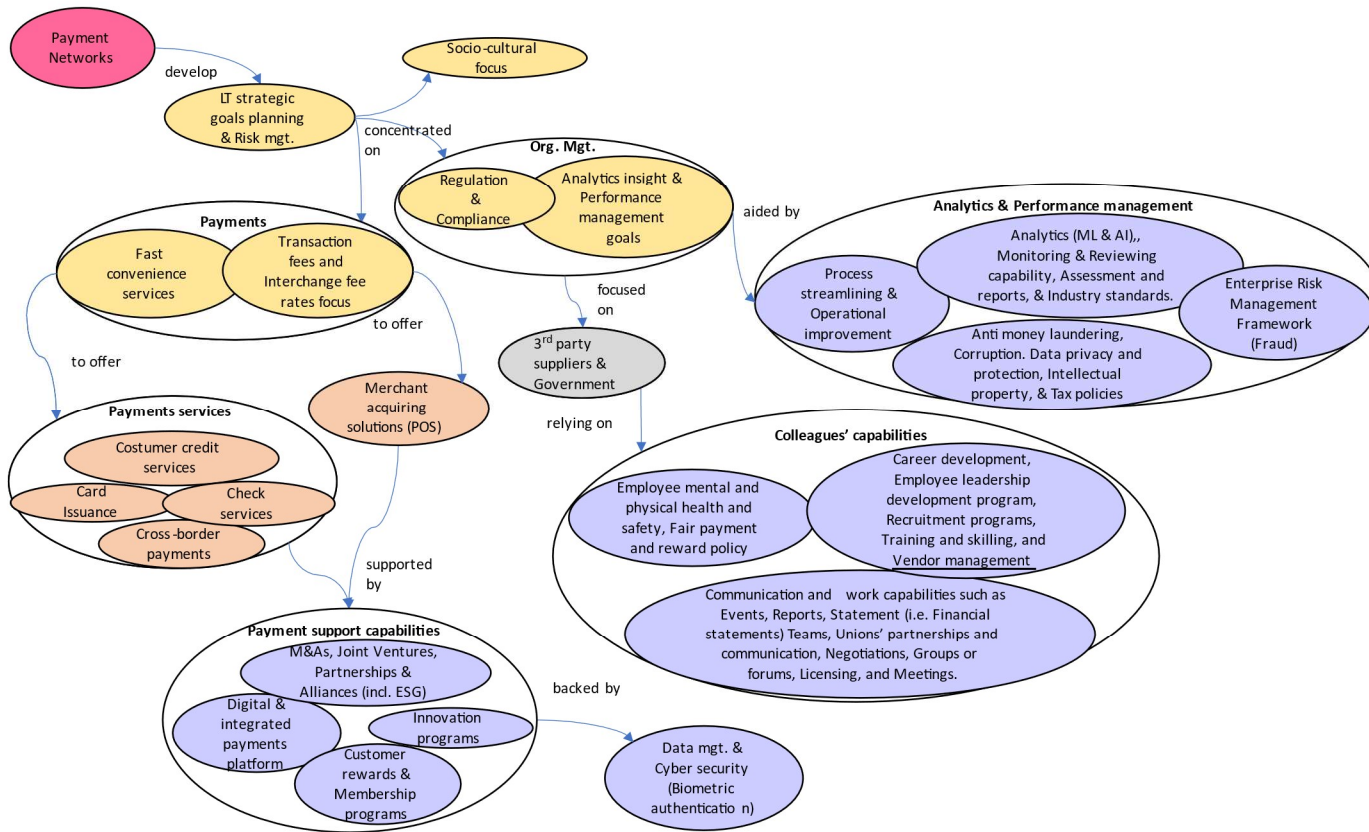 Payment
Networks
develop
Socio-cultural
focus
LT strategic
goals planning
& Risk mgt.
concentrated
on
Org. Mgt.
Regulation
&
Compliance
Analytics insight &
Performance
management
goals
aided by
Analytics & Performance management
Analytics (ML & AI),,
Monitoring & Reviewing
capability, Assessment and
reports, & Industry standards.
Process
streamlining &
Operational
improvement
Enterprise Risk
Management
Framework
(Fraud)
Anti money laundering,
Corruption. Data privacy and
protection, Intellectual
property, & Tax policies
Payments
Fast
convenience
services
Transaction
fees and
Interchange fee
rates focus
to offer
to offer
focused
on
3rd party
suppliers &
Government
relying on
Merchant
acquiring
solutions (POS)
Payments services
Costumer credit
services
Card
Issuance
Check
services
Cross-border
payments
supported
by
Colleagues’ capabilities
Employee mental and
physical health and
safety, Fair payment
and reward policy
Career development,
Employee leadership
development program,
Recruitment programs,
Training and skilling, and
Vendor management
Communication and work capabilities such as
Events, Reports, Statement (i.e. Financial
statements) Teams, Unions’ partnerships and
communication, Negotiations, Groups or
forums, Licensing, and Meetings.
Payment support capabilities
M&As, Joint Ventures,
Partnerships &
Alliances (incl. ESG)
Digital &
integrated
payments
platform
Innovation
programs
Customer
rewards &
Membership
programs
backed by
Data mgt. &
Cyber security
(Biometric
authenticatio n)